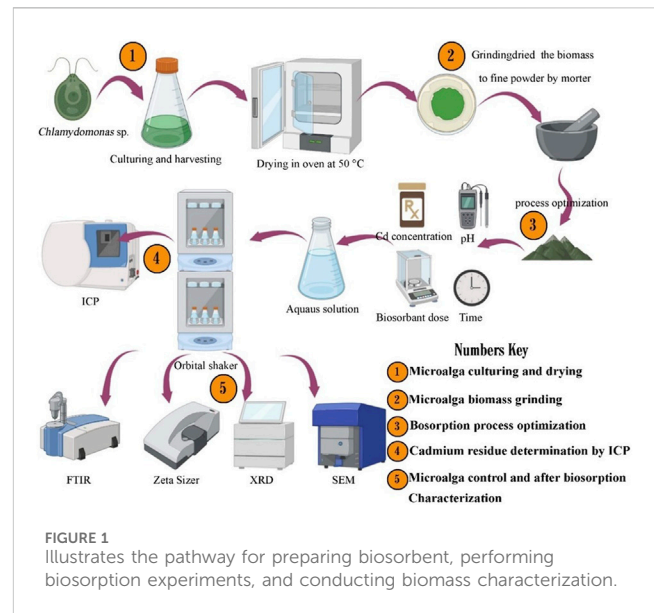 1
2
Grindingdried the biomass
to fine powder by morter
Chlamydomonas sp.
Culturing and harvesting
Drying in oven at 50 °C
process optimization
3
Rx
Cd concentration
pH
4
ICP
Aquaus solution
Biosorbant dose
Time
Orbital shaker
5
FTIR
Zeta Sizer
XRD
SEM
Numbers Key
1 Microalga culturing and drying
2 Microalga biomass grinding
3 Bosorption process optimization
4 Cadmium residue determination by ICP
5 Microalga control and after biosorption
Characterization
FIGURE 1
Illustrates the pathway for preparing biosorbent, performing
biosorption experiments, and conducting biomass characterization.